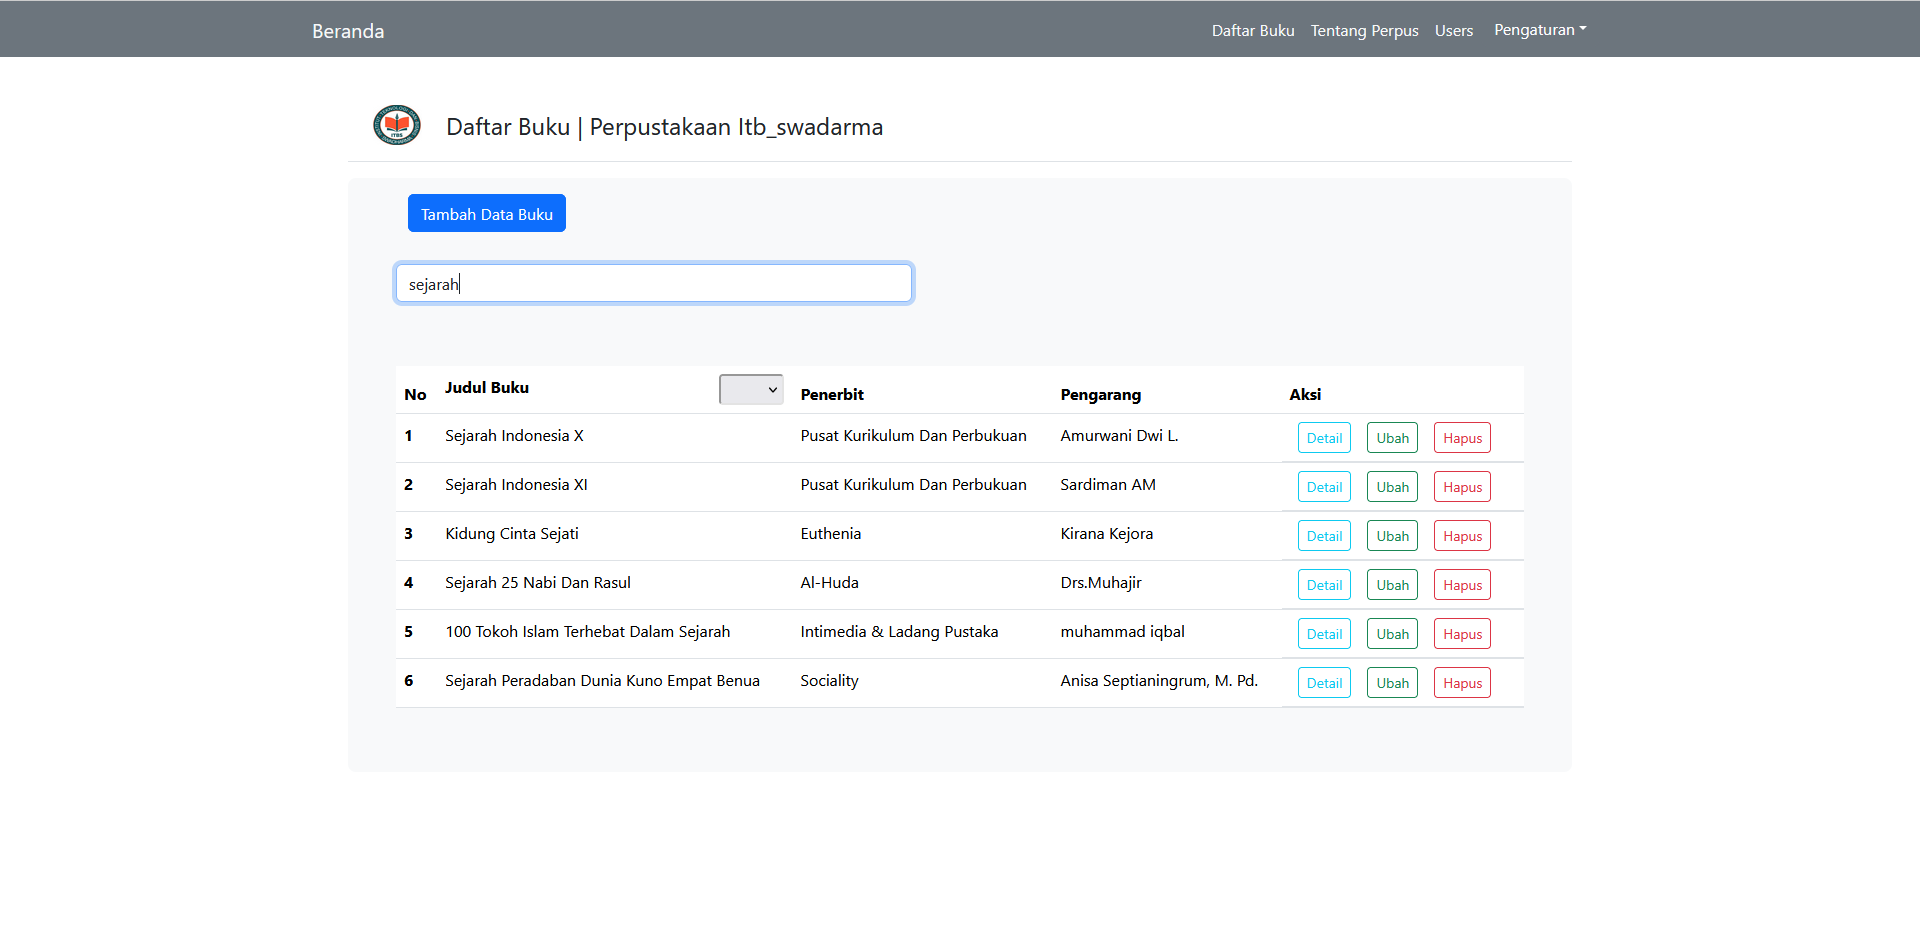 Beranda
Daftar Buku Tentang Perpus Users Pengaturan
ITBS
Daftar Buku | Perpustakaan Itb_swadarma
Tambah Data Buku
sejarah
No Judul Buku Penerbit Pengarang Aksi
1 Sejarah Indonesia X Pusat Kurikulum Dan Perbukuan Amurwani Dwi L. Detail Ubah Hapus
2 Sejarah Indonesia XI Pusat Kurikulum Dan Perbukuan Sardiman AM Detail Ubah Hapus
3 Kidung Cinta Sejati Euthenia Kirana Kejora Detail Ubah Hapus
4 Sejarah 25 Nabi Dan Rasul Al-Huda Drs.Muhajir Detail Ubah Hapus
5 100 Tokoh Islam Terhebat Dalam Sejarah Intimedia & Ladang Pustaka muhammad iqbal Detail Ubah Hapus
6 Sejarah Peradaban Dunia Kuno Empat Benua Sociality Anisa Septianingrum, M. Pd. Detail Ubah Hapus